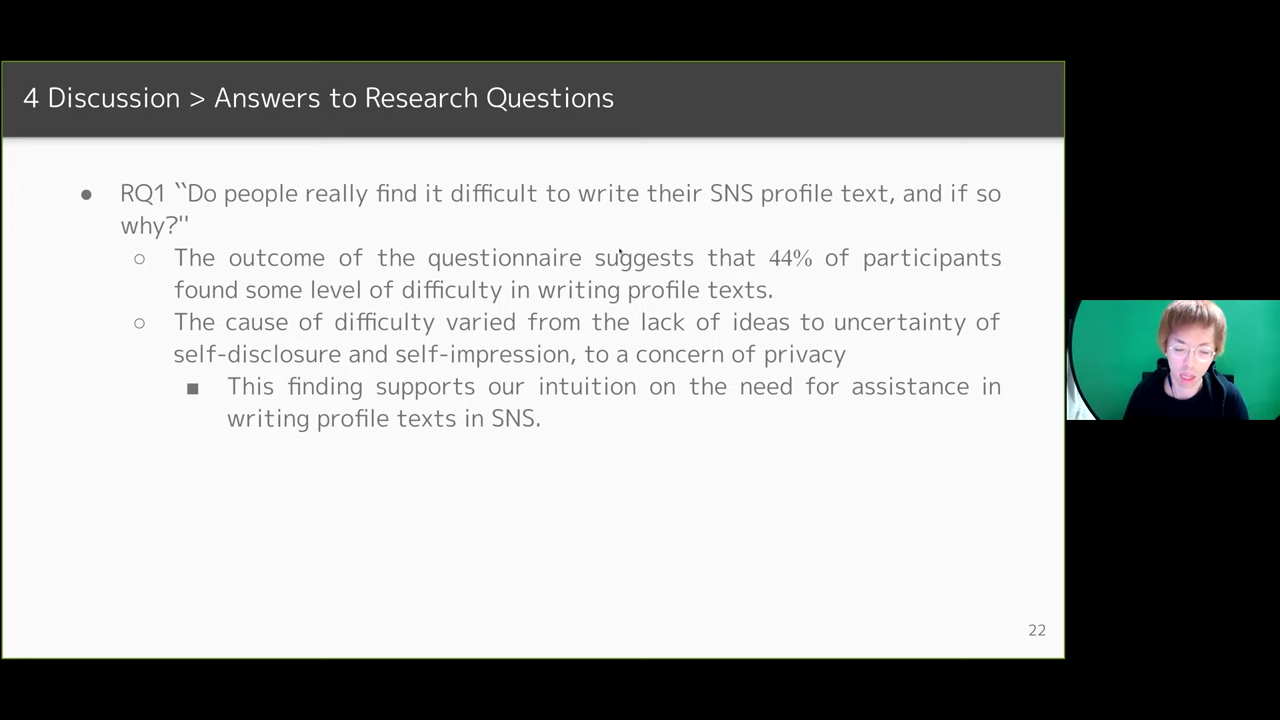 4 Discussion > Answers to Research Questions
● RQ1 ``Do people really find it difficult to write their SNS profile text, and if so
why?"
○ The outcome of the questionnaire suggests that 44% of participants
found some level of difficulty in writing profile texts.
○ The cause of difficulty varied from the lack of ideas to uncertainty of
self-disclosure and self-impression, to a concern of privacy
■ This finding supports our intuition on the need for assistance in
writing profile texts in SNS.
22